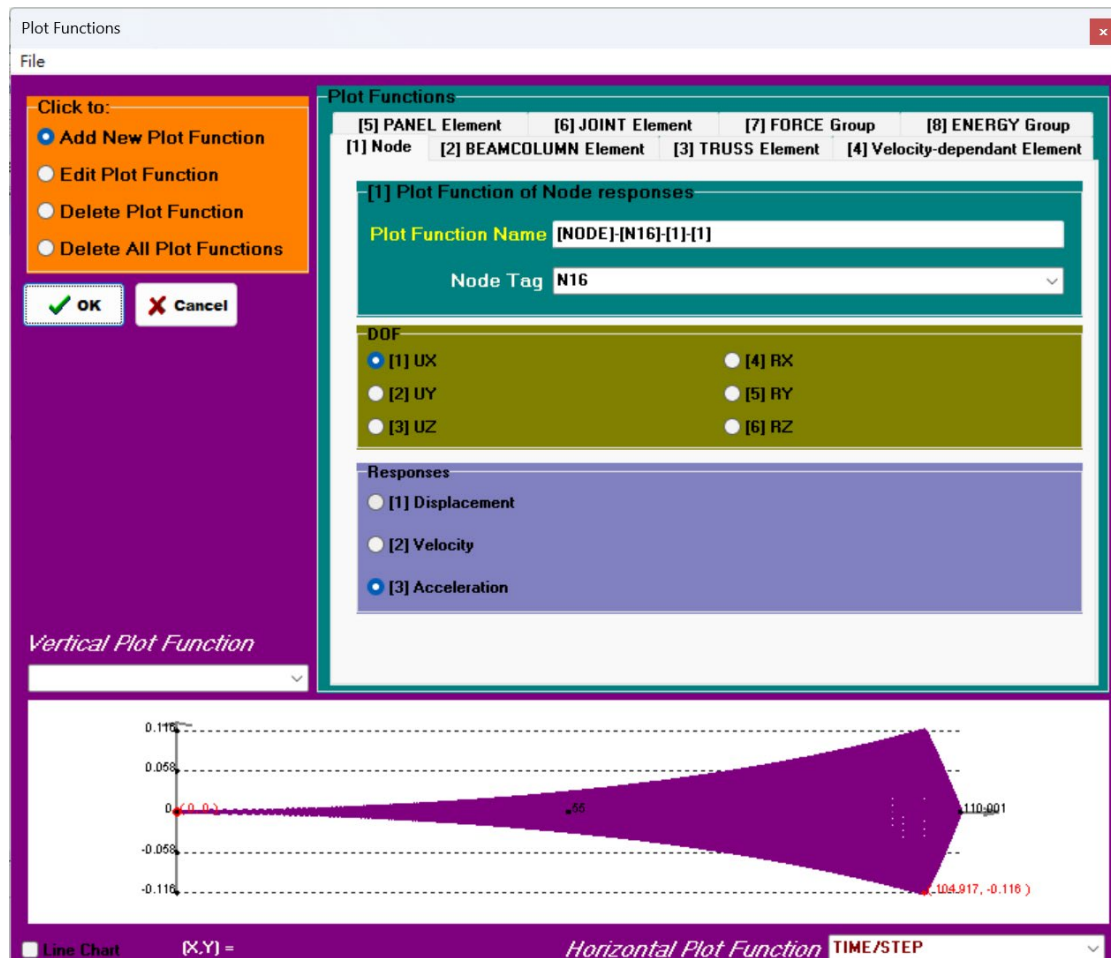 Plot Functions
x
File
Click to:
Add New Plot Function
Edit Plot Function
Delete Plot Function
Delete All Plot Functions
OK Cancel
Plot Functions
[5] PANEL Element [6] JOINT Element [7] FORCE Group [8] ENERGY Group
[1] Node [2] BEAMCOLUMN Element [3] TRUSS Element [4] Velocity-dependant Element
[1] Plot Function of Node responses
Plot Function Name [NODE]-[N16]-[1]-[1]
Node Tag N16
DOF
[1] UX [4] RX
[2] UY [5] RY
[3] UZ [6] RZ
Responses
[1] Displacement
[2] Velocity
[3] Acceleration
Vertical Plot Function
0.116
0.058
0 ( 0, 0 ) 55 110.001
-0.058
-0.116 ( 104.917, -0.116 )
Line Chart (X,Y) = Horizontal Plot Function TIME/STEP